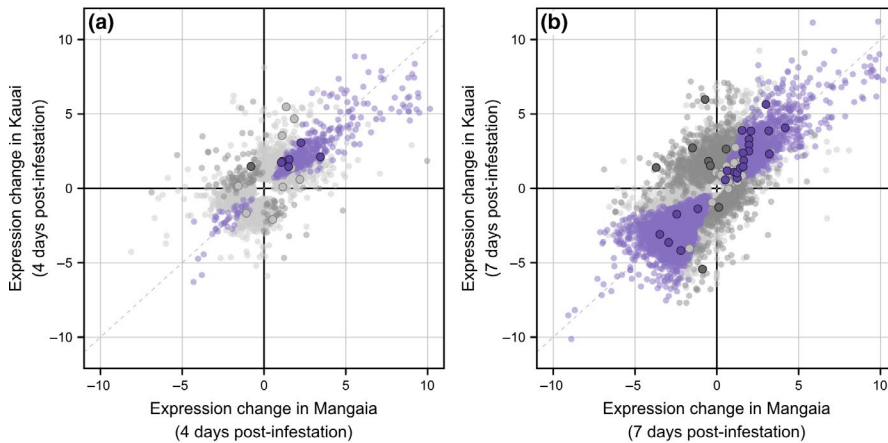 (a)
10
5
0
−5
−10
Expression change in Kauai
(4 days post-infestation)
−10
−5
0
5
10
Expression change in Mangaia
(4 days post-infestation)
(b)
10
5
0
−5
−10
Expression change in Kauai
(7 days post-infestation)
−10
−5
0
5
10
Expression change in Mangaia
(7 days post-infestation)